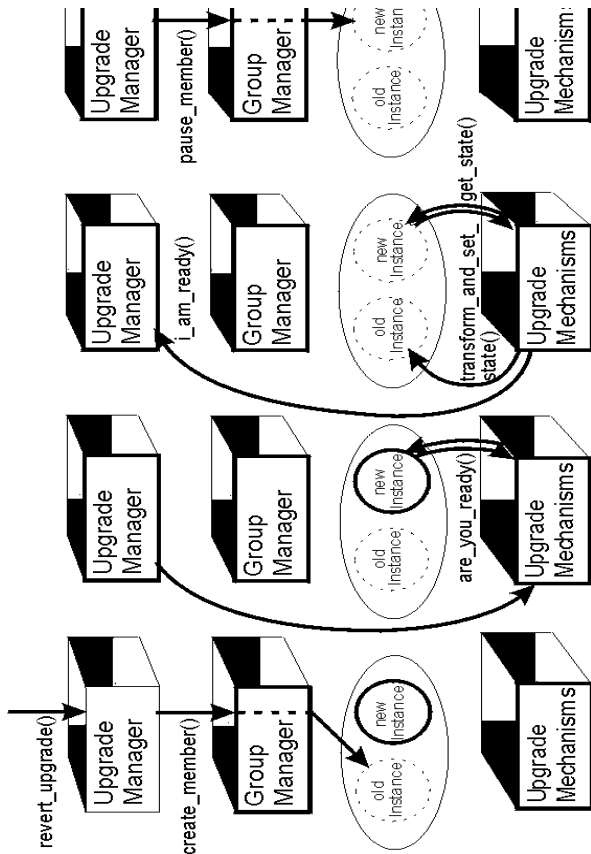 revert_upgrade()
Upgrade
Manager
create_member()
Group
Manager
old
Instance
new
Instance
Upgrade
Mechanisms
Upgrade
Manager
Group
Manager
old
Instance
new
Instance
are_you_ready()
Upgrade
Mechanisms
Upgrade
Manager
i_am_ready()
Group
Manager
old
Instance
new
Instance
transform_and_set_
state()
get_state()
Upgrade
Mechanisms
Upgrade
Manager
pause_member()
Group
Manager
old
Instance
new
Instance
Upgrade
Mechanisms